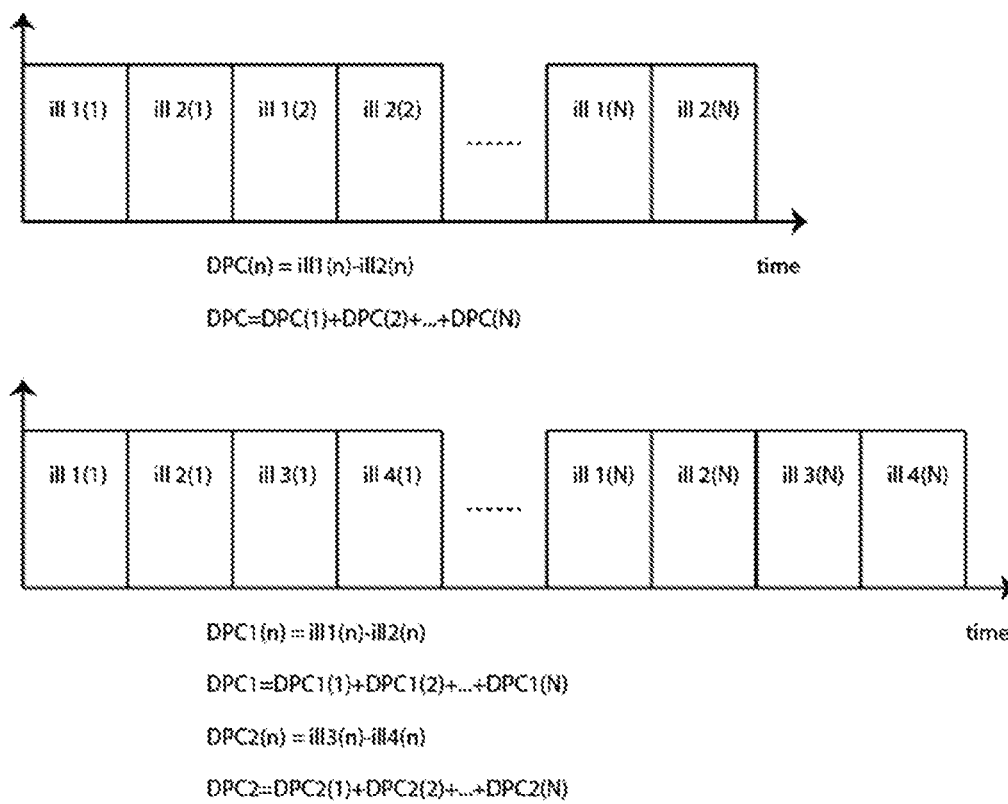 ill 1(1) ill 2(1) ill 1(2) ill 2(2) ...... ill 1(N) ill 2(N)
DPC(n) = ill1(n)-ill2(n)
time
DPC=DPC(1)+DPC(2)+...+DPC(N)
ill 1(1) ill 2(1) ill 3(1) ill 4(1) ...... ill 1(N) ill 2(N) ill 3(N) ill 4(N)
DPC1(n) = ill1(n)-ill2(n)
time
DPC1=DPC1(1)+DPC1(2)+...+DPC1(N)
DPC2(n) = ill3(n)-ill4(n)
DPC2=DPC2(1)+DPC2(2)+...+DPC2(N)